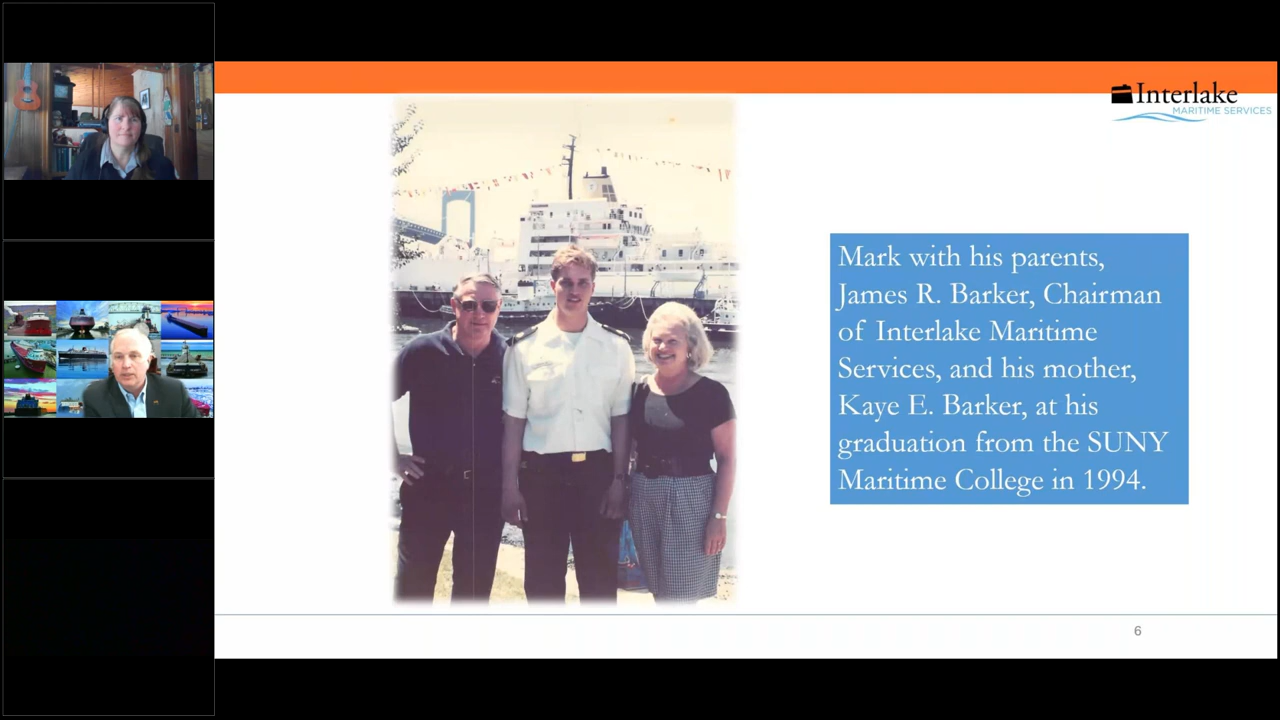 Interlake
MARITIME SERVICES
Mark with his parents,
James R. Barker, Chairman
of Interlake Maritime
Services, and his mother,
Kaye E. Barker, at his
graduation from the SUNY
Maritime College in 1994.
6